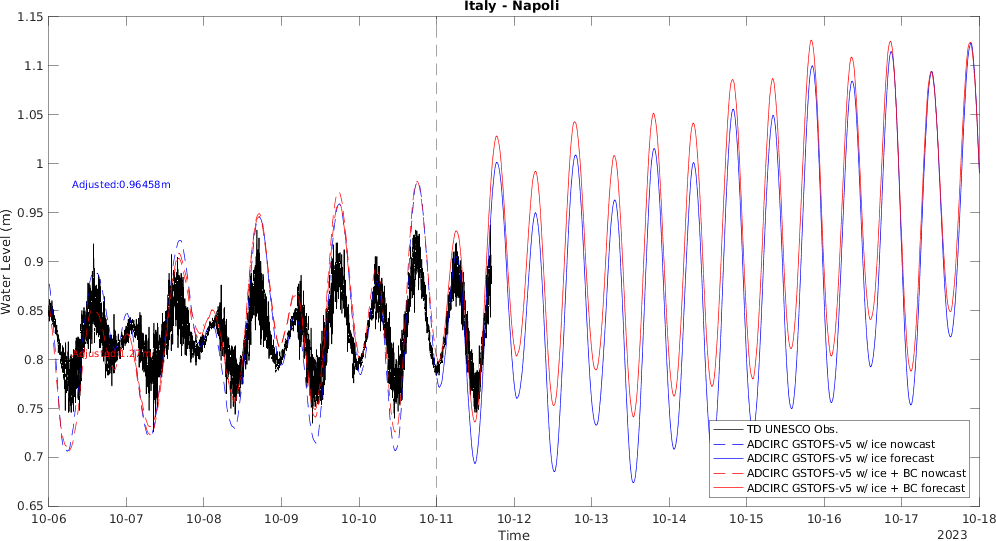 Italy - Napoli
1.15
1.1
1.05
1
0.95
0.9
0.85
0.8
0.75
0.7
0.65
Water Level (m)
Adjusted:0.96458m
TD UNESCO Obs.
ADCIRC GSTOFS-v5 w/ ice nowcast
ADCIRC GSTOFS-v5 w/ ice forecast
ADCIRC GSTOFS-v5 w/ ice + BC nowcast
ADCIRC GSTOFS-v5 w/ ice + BC forecast
10-06 10-07 10-08 10-09 10-10 10-11 10-12 10-13 10-14 10-15 10-16 10-17 10-18
Time
2023